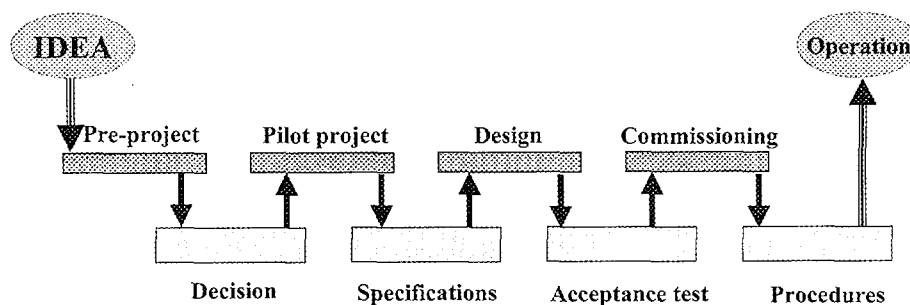 IDEA
Operation
Pre-project
Pilot project
Design
Commissioning
Decision
Specifications
Acceptance test
Procedures